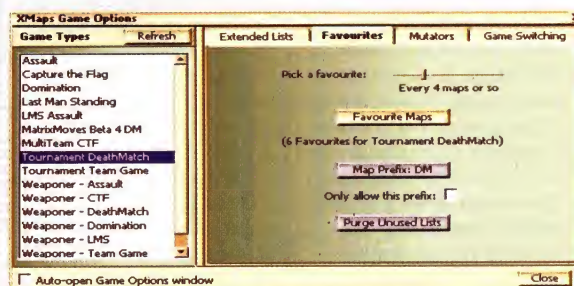 XMaps Game Options
Game Types
Refresh
Extended Lists
Favourites
Mutators
Game Switching
Assault
Capture the Flag
Domination
Last Man Standing
LMS Assault
MatrixMoves Beta 4 DM
MultiTeam CTF
Tournament DeathMatch
Tournament Team Game
Weaponer - Assault
Weaponer - CTF
Weaponer - DeathMatch
Weaponer - Domination
Weaponer - LMS
Weaponer - Team Game
Pick a favourite:
Every 4 maps or so
Favourite Maps
(6 Favourites for Tournament DeathMatch)
Map Prefix: DM
Only allow this prefix:
Purge Unused Lists
Auto-open Game Options window
Close